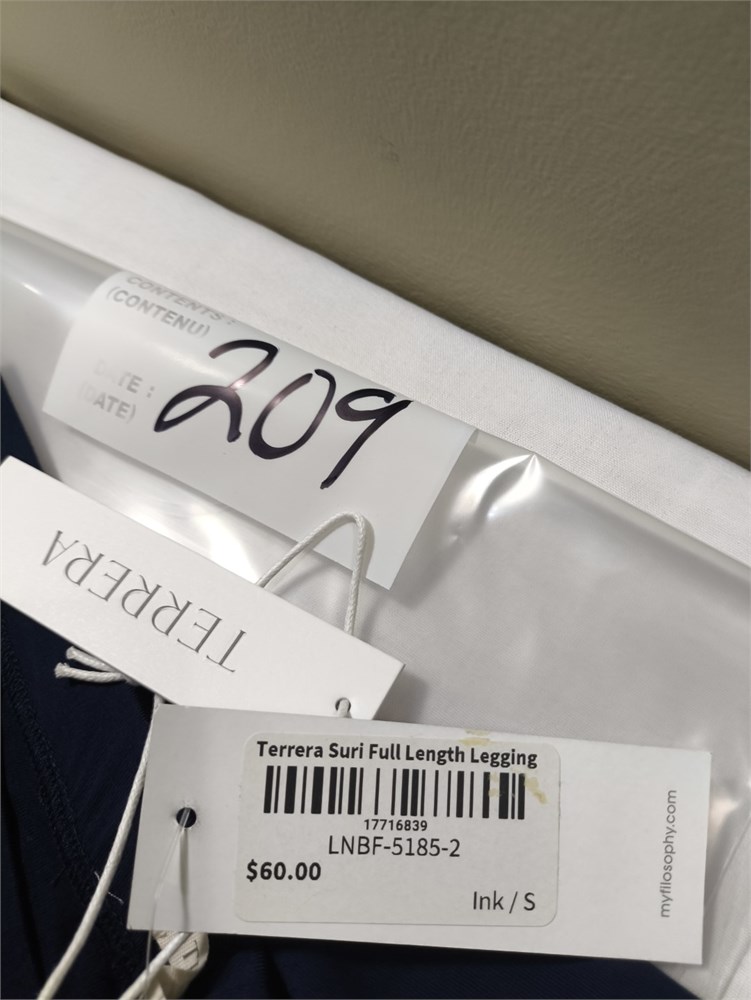 CONTENTS:
(CONTENU)
DATE :
(DATE)
209
TERRERA
Terrera Suri Full Length Legging
17716839
LNBF-5185-2
$60.00
Ink / S
myfilosophy.com